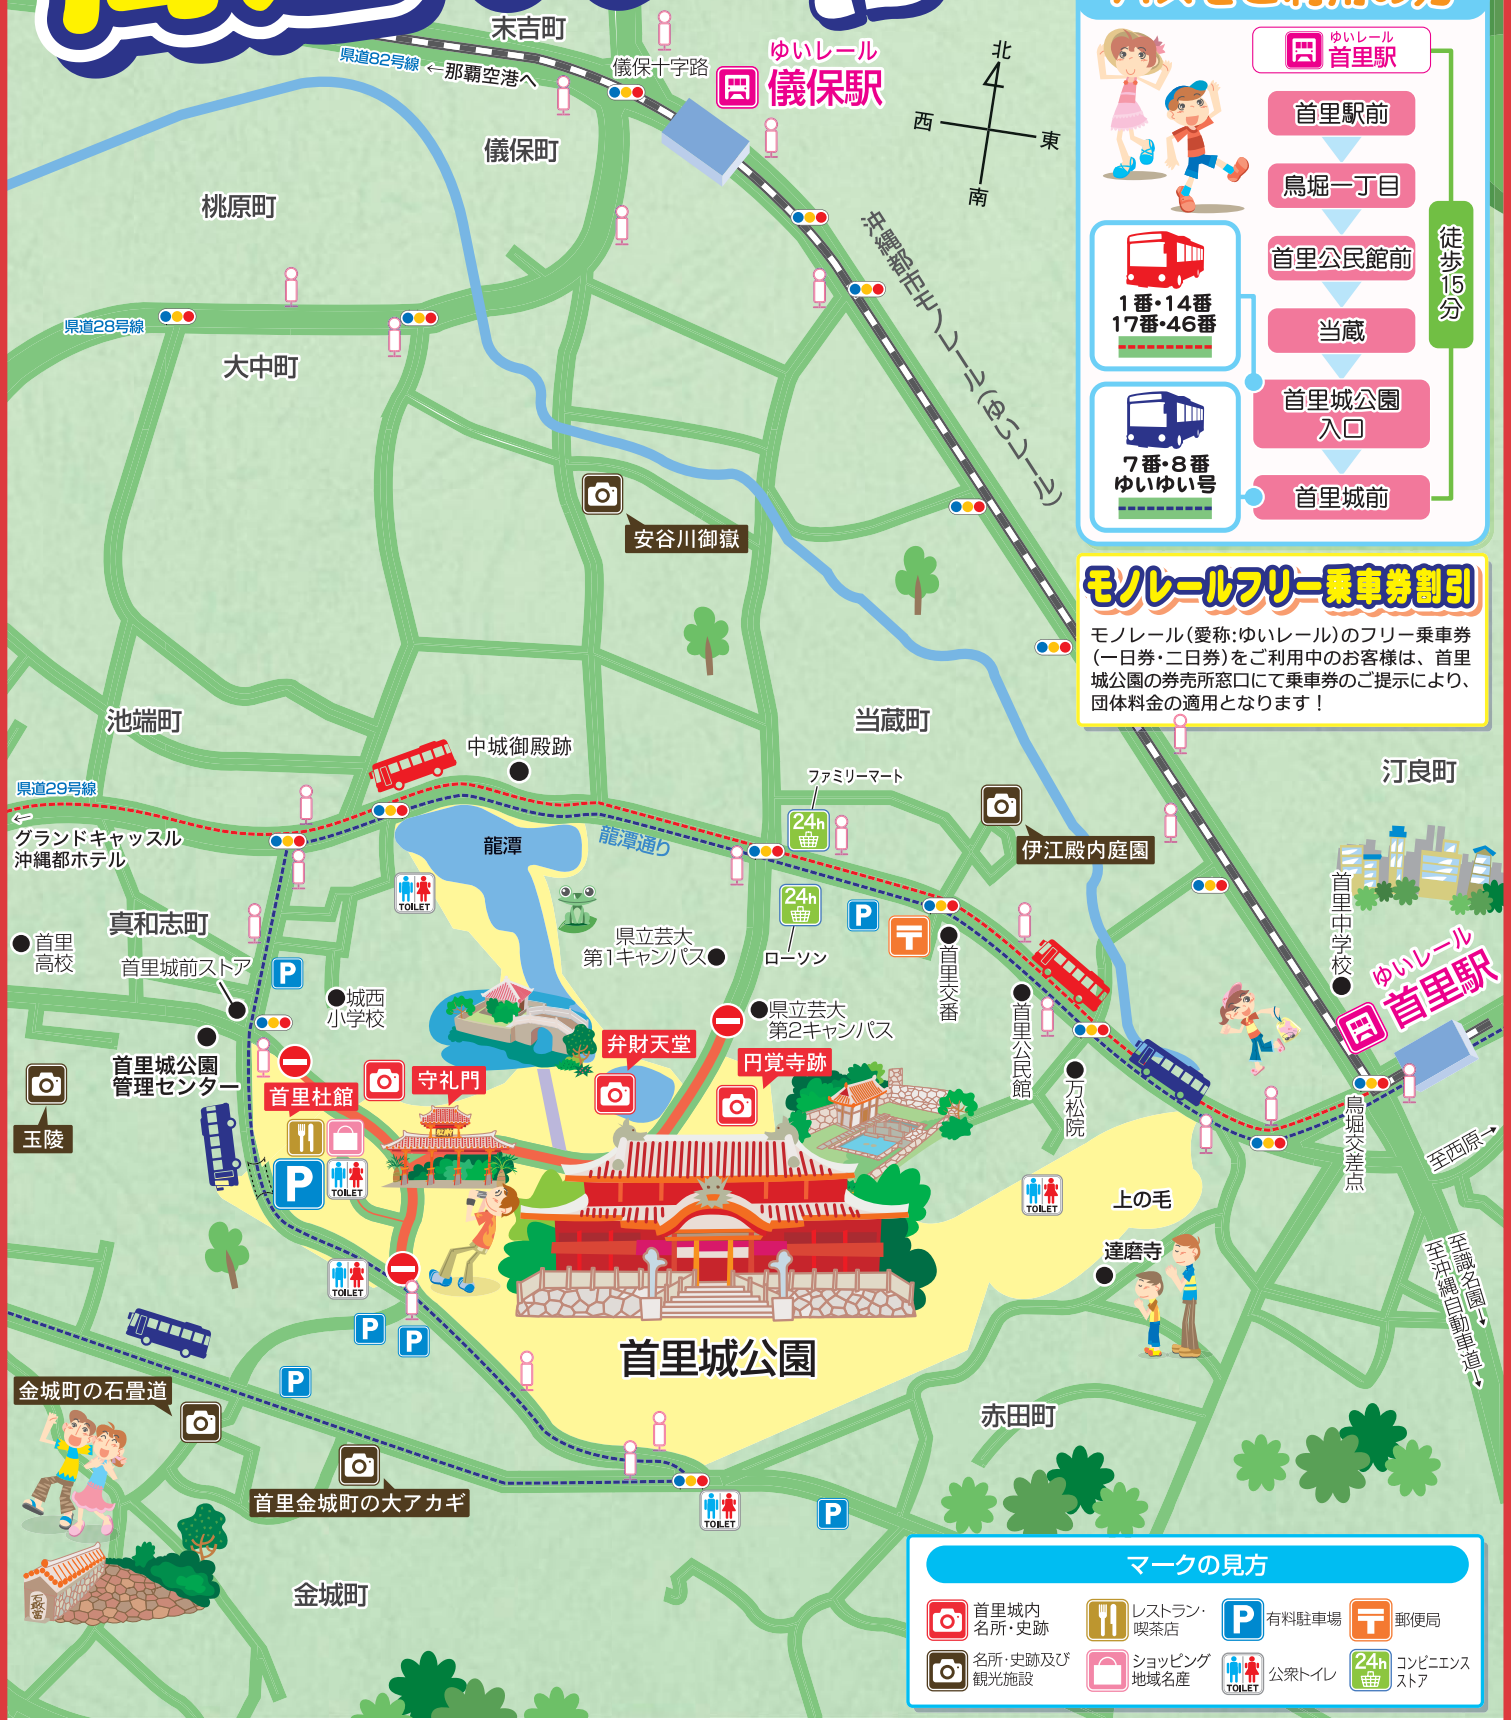 末吉町
県道82号線
←那覇空港へ
儀保十字路
ゆいレール
儀保駅
北
西
東
南
儀保町
桃原町
県道28号線
大中町
沖縄都市モノレール(ゆいレール)
ゆいレール
首里駅
首里駅前
鳥堀一丁目
首里公民館前
当蔵
首里城公園
入口
首里城前
徒歩15分
1番・14番
17番・46番
7番・8番
ゆいゆい号
モノレールフリー乗車券割引
モノレール(愛称:ゆいレール)のフリー乗車券
(一日券・二日券)をご利用中のお客様は、首里
城公園の券売所窓口にて乗車券のご提示により、
団体料金の適用となります!
安谷川御嶽
池端町
中城御殿跡
当蔵町
汀良町
県道29号線
←
グランドキャッスル
沖縄都ホテル
龍潭
龍潭通り
ファミリーマート
24h
伊江殿内庭園
TOILET
24h
ローソン
P
〒
首里交番
首里中学校
真和志町
首里
高校
首里城前ストア
P
城西
小学校
県立芸大
第1キャンパス
県立芸大
第2キャンパス
首里公民館
万松院
ゆいレール
首里駅
首里城公園
管理センター
玉陵
首里杜館
守礼門
弁財天堂
円覚寺跡
P
TOILET
鳥堀交差点
至西原→
TOILET
上の毛
達磨寺
至識名園→
至沖縄自動車道→
TOILET
P
P
P
首里城公園
金城町の石畳道
首里金城町の大アカギ
赤田町
TOILET
P
金城町
マークの見方
首里城内
名所・史跡
レストラン・
喫茶店
P
有料駐車場
〒
郵便局
名所・史跡及び
観光施設
ショッピング
地域名産
TOILET
公衆トイレ
24h
コンビニエンス
ストア